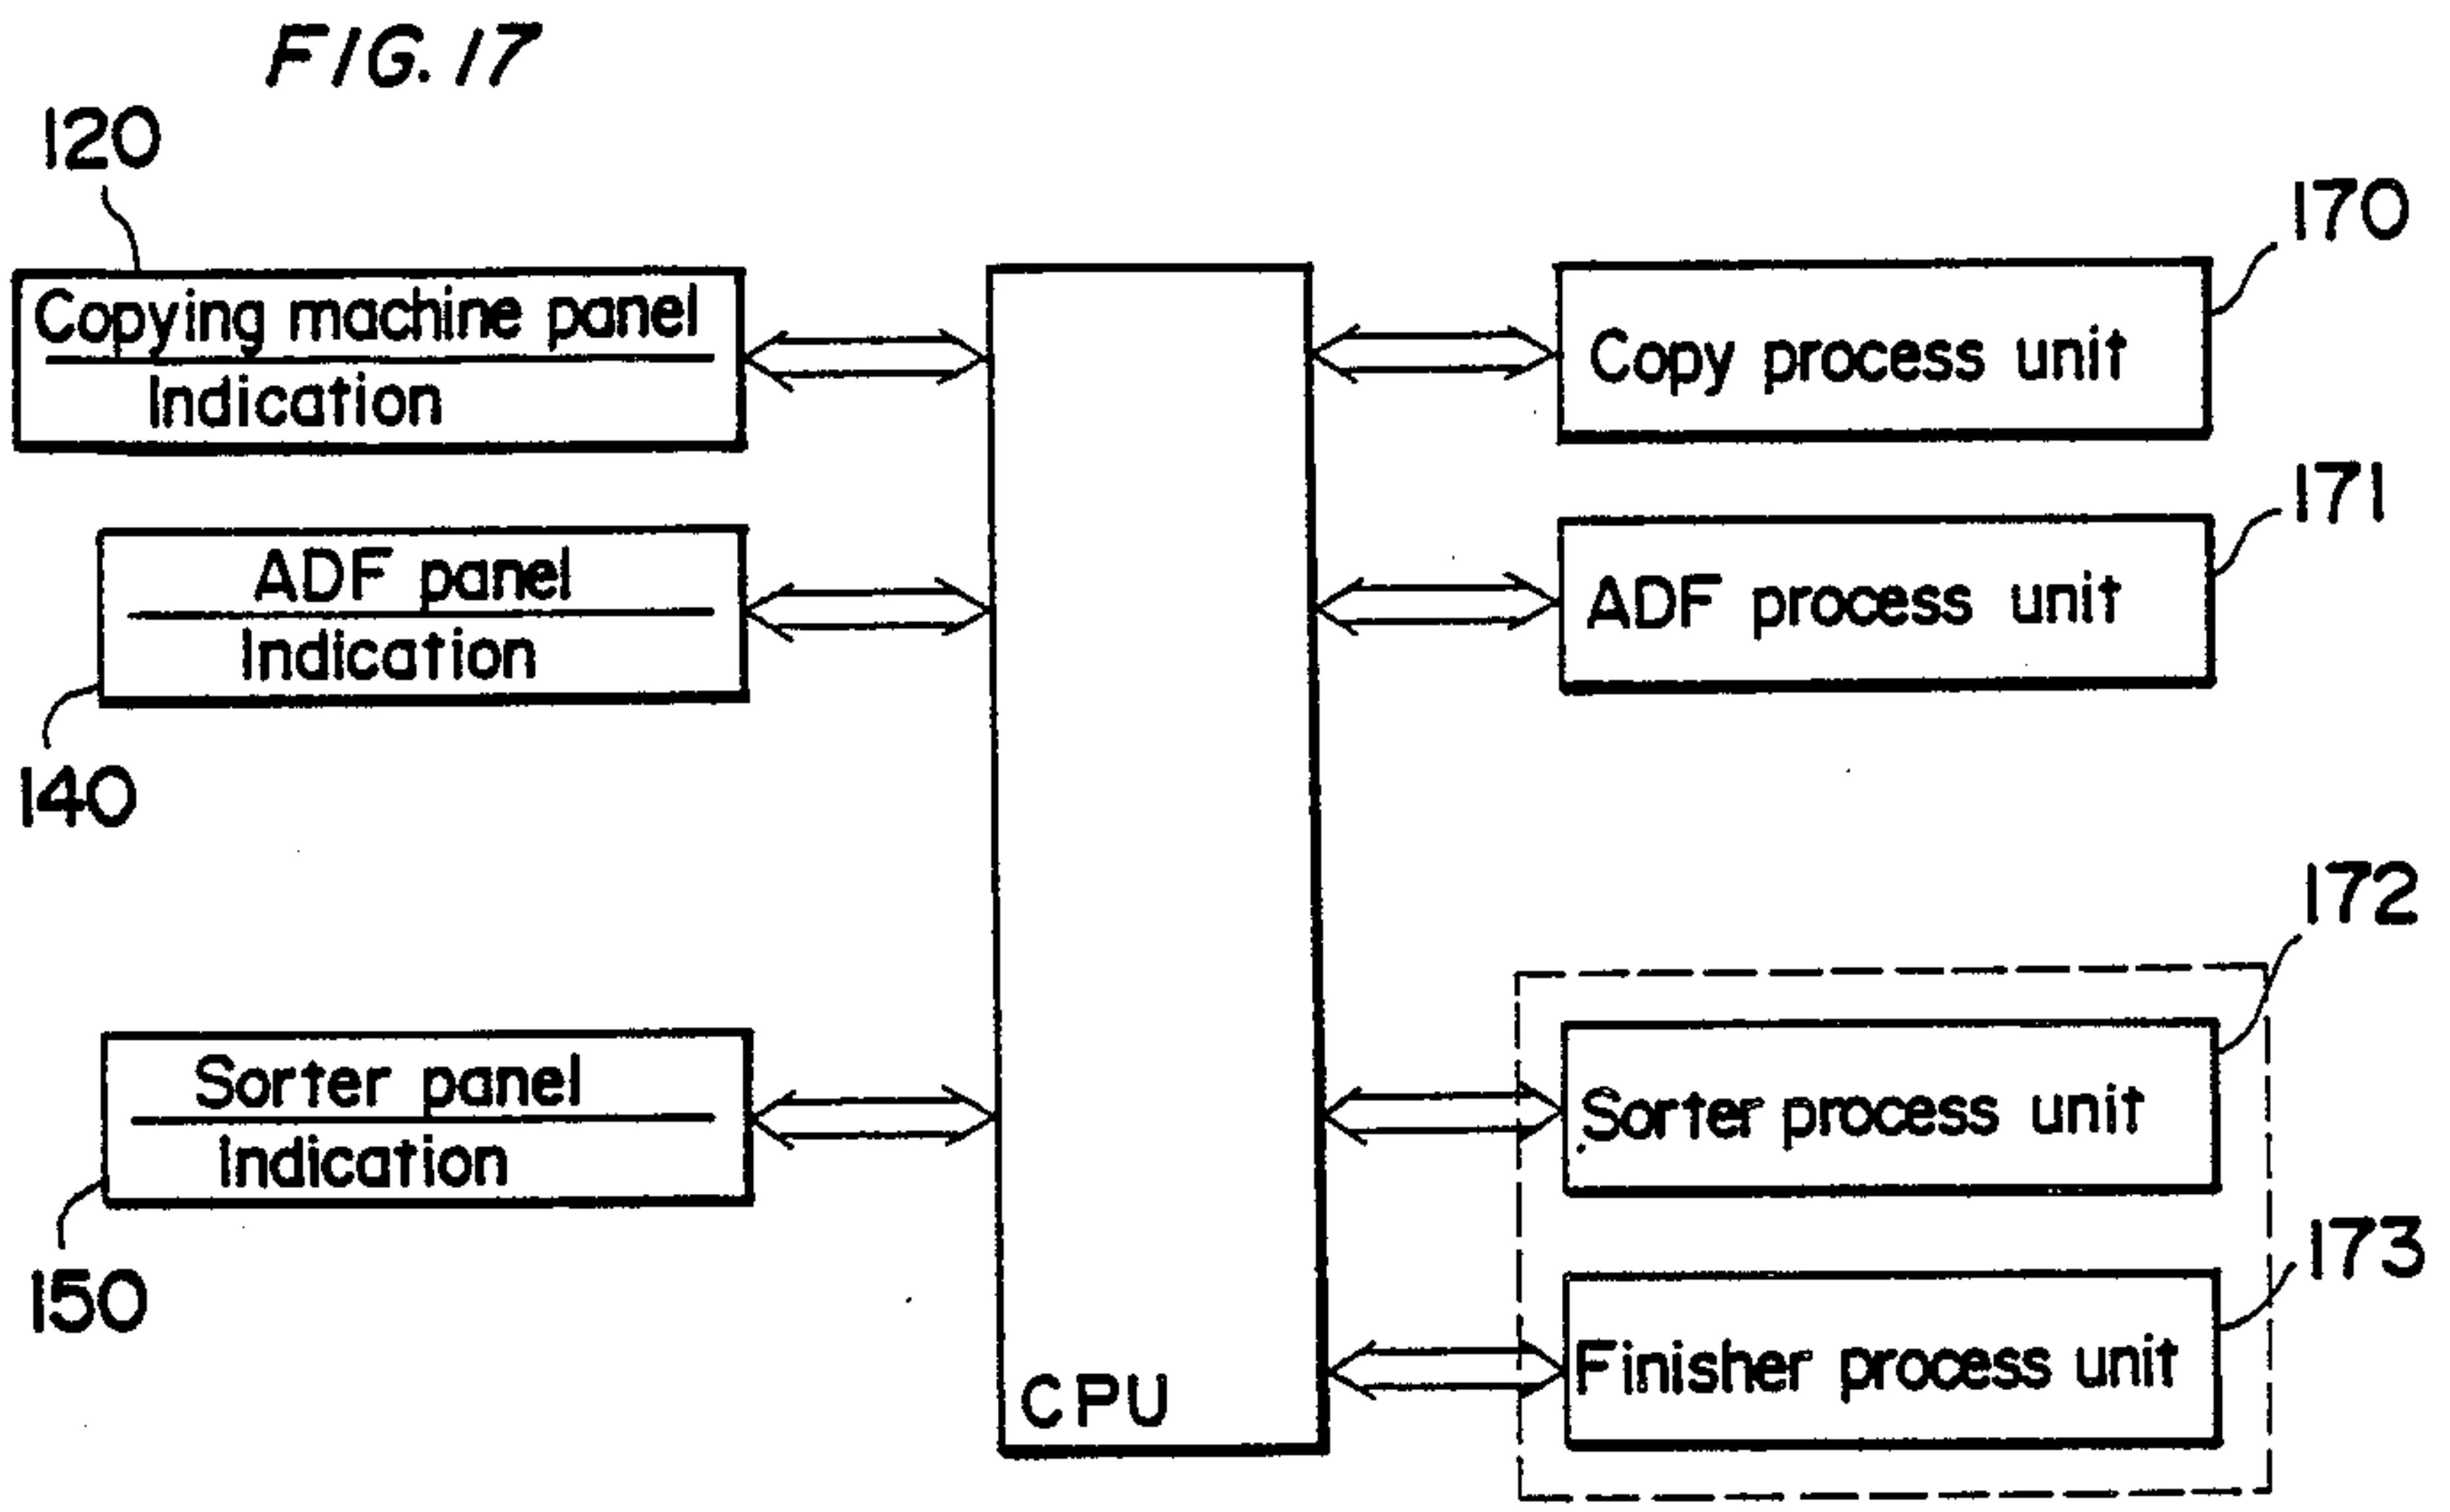 FIG. 17
120
Copying machine panel
Indication
170
Copy process unit
ADF panel
Indication
140
171
ADF process unit
Sorter panel
Indication
150
172
Sorter process unit
173
Finisher process unit
CPU